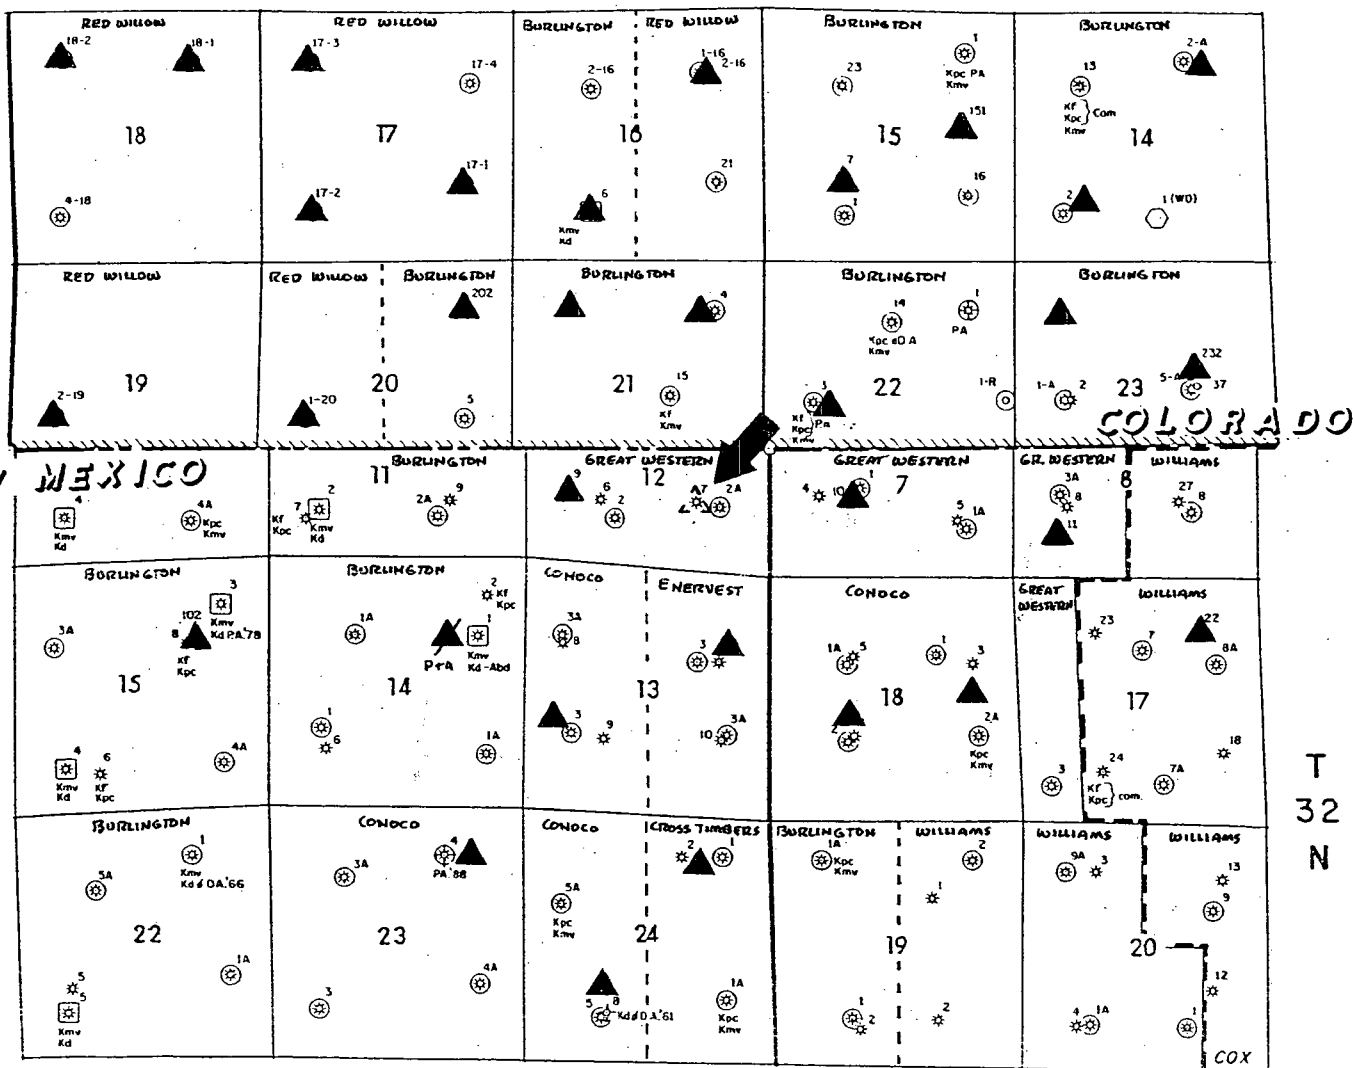 RED WILLOW
18-2
18-1
18
4-18
RED WILLOW
17-3
17-4
17
17-1
17-2
BURLINGTON
RED WILLOW
2-16
1-16
2-16
16
21
6
Kmv
Kd
BURLINGTON
23
1
Kpc PA
Kmv
151
15
7
16
1
BURLINGTON
2-A
13
Kf
Kpc } Com
Kmv
14
2
1 (WD)
RED WILLOW
19
2-19
RED WILLOW
BURLINGTON
202
20
1-20
5
BURLINGTON
4
21
15
Kf
Kmv
BURLINGTON
14
1
Kpc
Kmv
PA
22
3
1-R
Kf
Kpc
Kmv
BURLINGTON
232
1-A
2
23
5-A
37
COLORADO
MEXICO
4
Kmv
Kd
4A
Kpc
Kmv
11
BURLINGTON
2
7
Kf
Kpc
Kmv
Kd
2A
9
GREAT WESTERN
12
9
6
2
7
2A
GREAT WESTERN
7
4
10
1
5
1A
GR. WESTERN
8
WILLIAMS
3A
8
11
27
8
BURLINGTON
3
Kmv
Kd P.A.'78
3A
102
8
Kf
Kpc
15
4
Kmv
Kd
6
Kf
Kpc
4A
BURLINGTON
2
Kf
Kpc
1A
1
P+A
Kmv
Kd-Abd
14
1
6
1A
CONOCO
ENERVEST
3A
8
3
13
3
9
3A
10
CONOCO
1A
5
1
3
18
2
2A
Kpc
Kmv
GREAT
WESTERN
WILLIAMS
23
7
22
8A
17
3
24
Kf
Kpc } com.
7A
18
T
32
N
BURLINGTON
1
Kmv
Kd ø D.A.'66
5A
22
1A
5
5
Kmv
Kd
CONOCO
4
PA.'88
3A
23
4A
3
CONOCO
CROSS TIMBERS
2
1
5A
Kpc
Kmv
24
5
8
Kd ø D.A.'61
1A
Kpc
Kmv
BURLINGTON
WILLIAMS
1A
Kpc
Kmv
2
1
19
1
2
2
WILLIAMS
WILLIAMS
9A
3
13
9
20
12
4
1A
1
COX